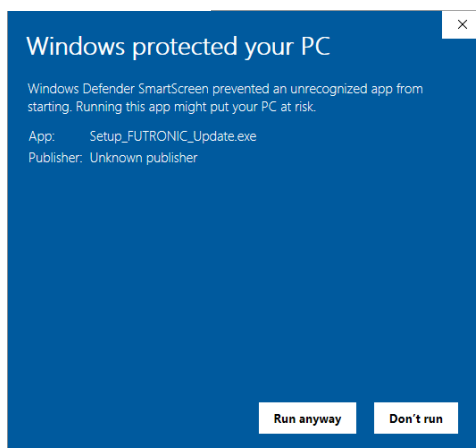 Windows protected your PC
Windows Defender SmartScreen prevented an unrecognized app from
starting. Running this app might put your PC at risk.
App: Setup_FUTRONIC_Update.exe
Publisher: Unknown publisher
Run anyway Don't run